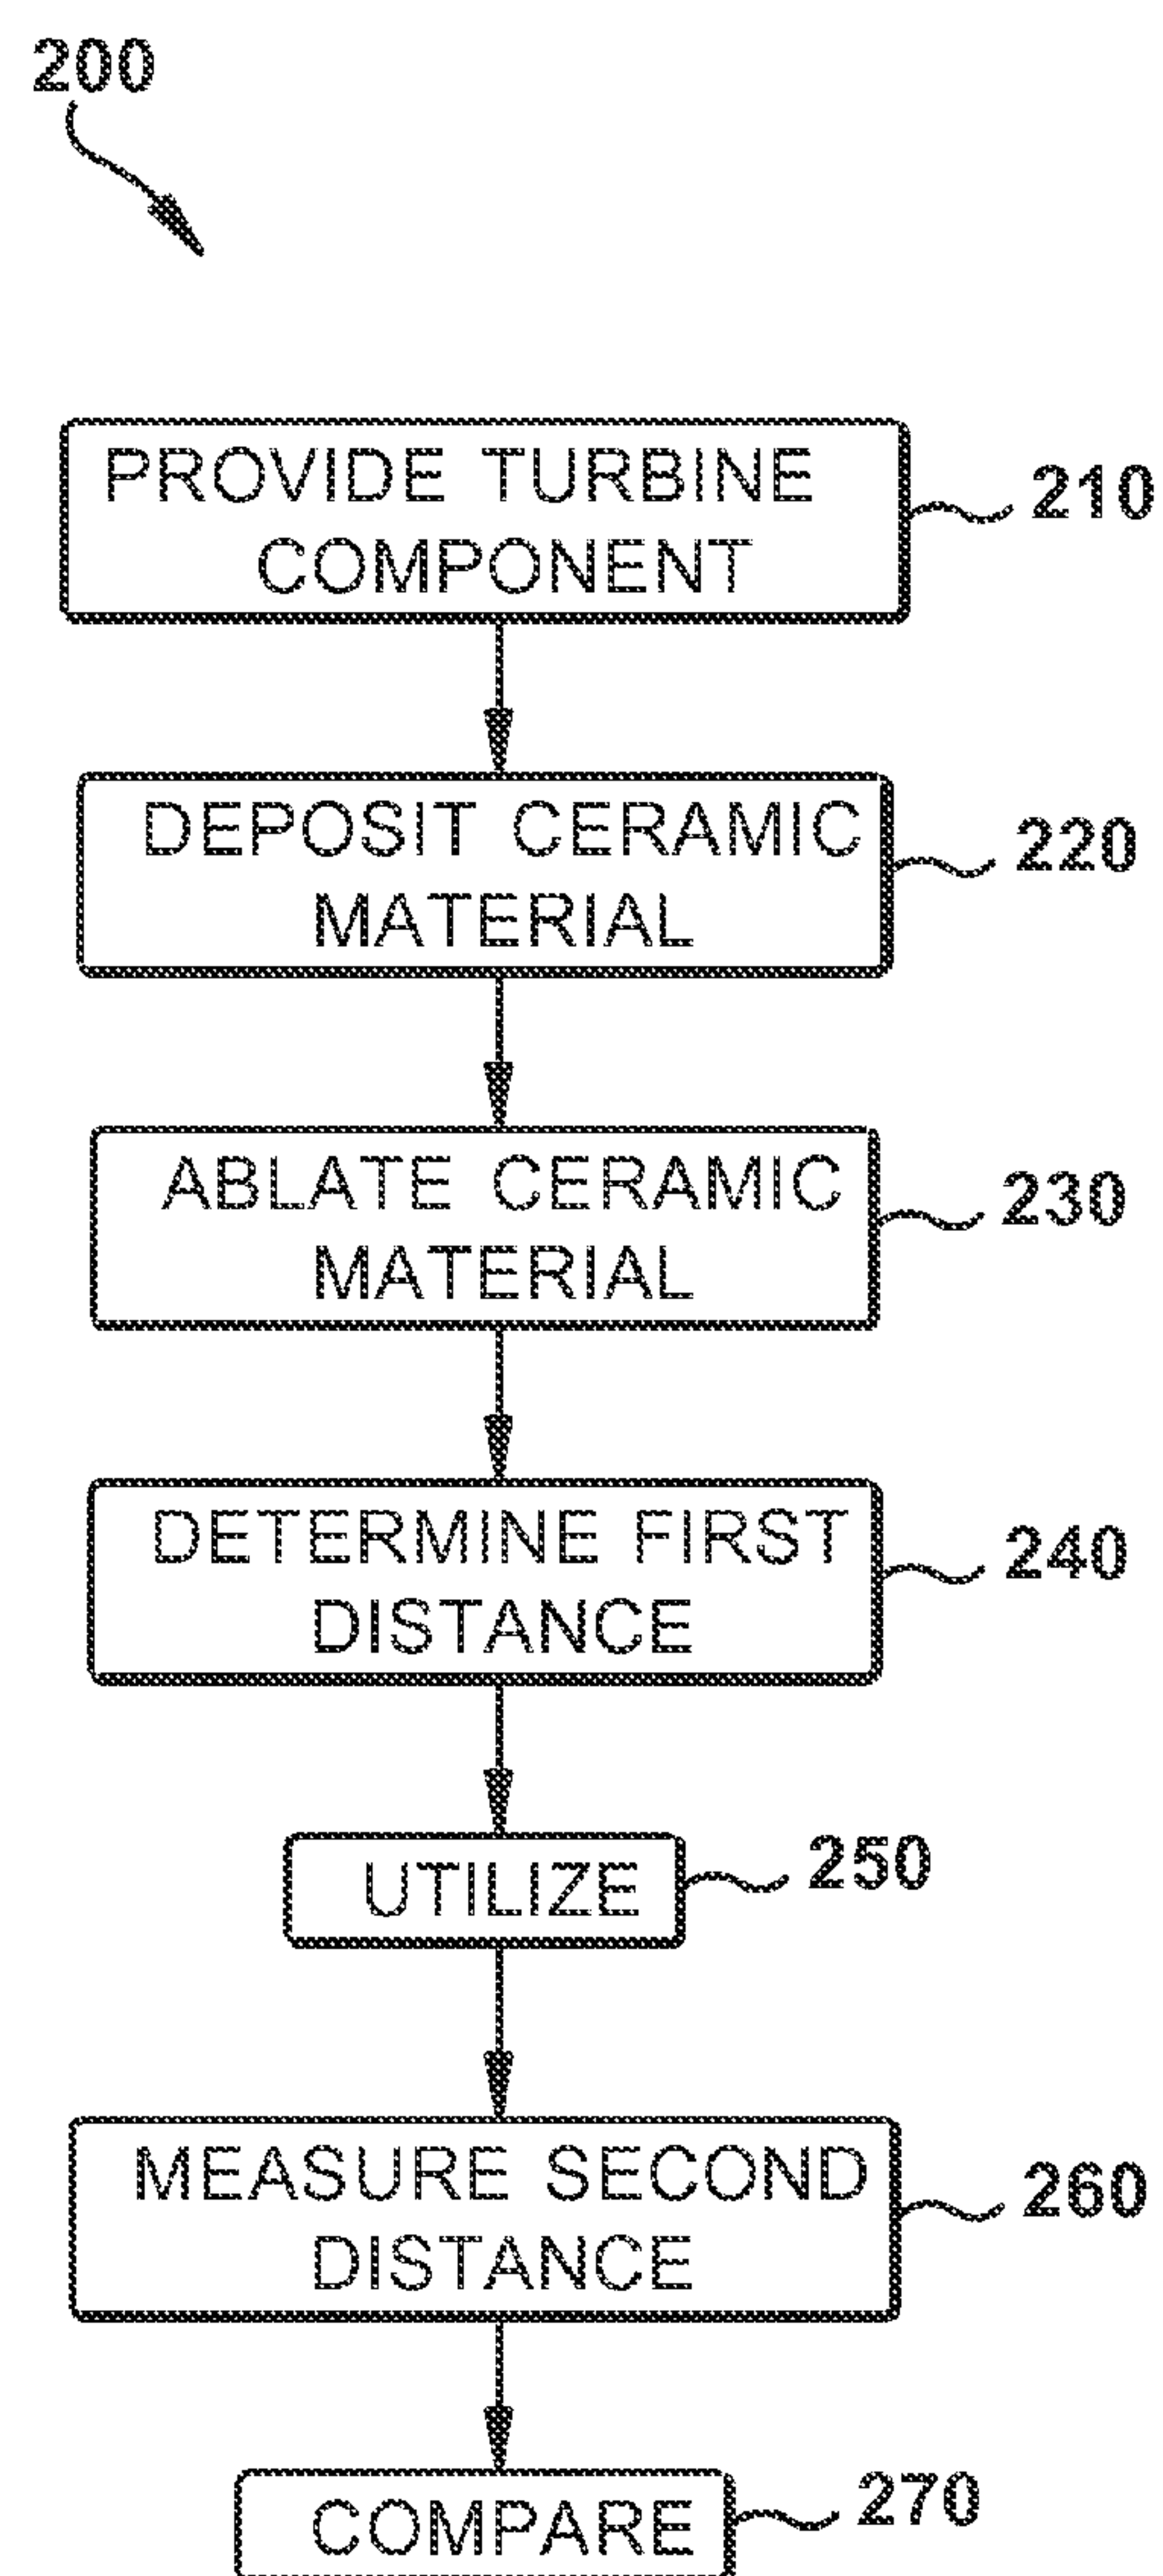 200
PROVIDE TURBINE
COMPONENT
210
DEPOSIT CERAMIC
MATERIAL
220
ABLATE CERAMIC
MATERIAL
230
DETERMINE FIRST
DISTANCE
240
UTILIZE
250
MEASURE SECOND
DISTANCE
260
COMPARE
270